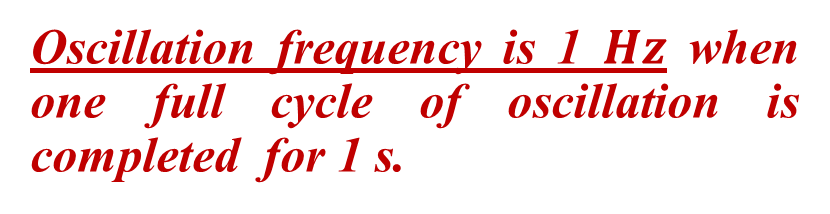 Oscillation frequency is 1 Hz when
one full cycle of oscillation is
completed for 1 s.